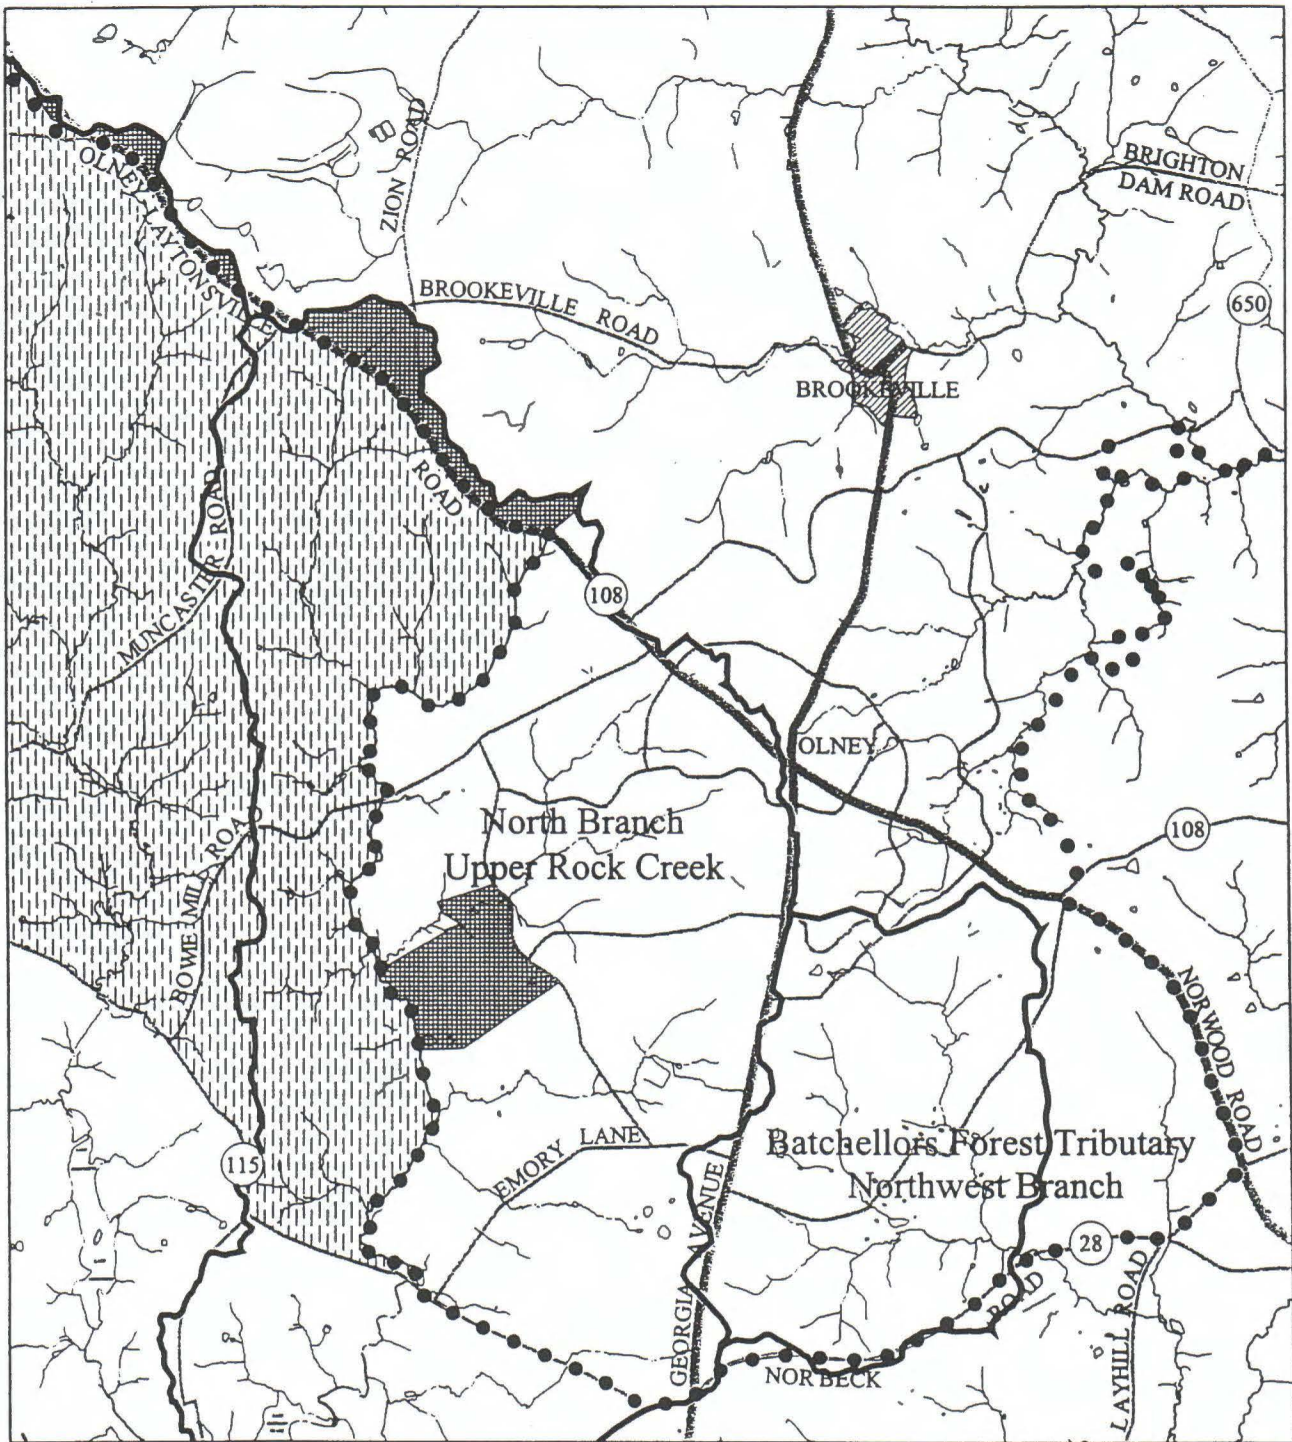 ZION ROAD
BRIGHTON
DAM ROAD
OLNEY-LAYTONSVILLE
ROAD
BROOKEVILLE ROAD
650
BROOKEVILLE
MUNCASTER ROAD
108
OLNEY
North Branch
Upper Rock Creek
108
BOWE MILL ROAD
NORWOOD ROAD
EMORY LANE
115
Batchellors Forest Tributary
Northwest Branch
GEORGIA AVENUE
28
ROAD
LAYHILL ROAD
NORBECK